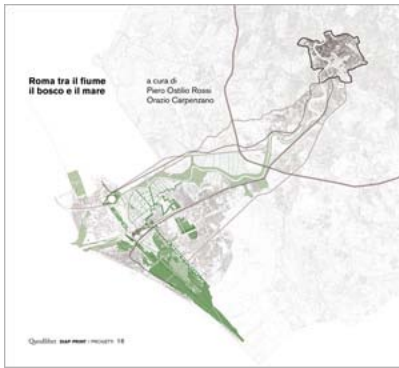 Roma tra il fiume
il bosco e il mare
a cura di
Piero Ostilio Rossi
Orazio Carpenzano
Quodlibet DIAP PRINT / PROGETTI 18